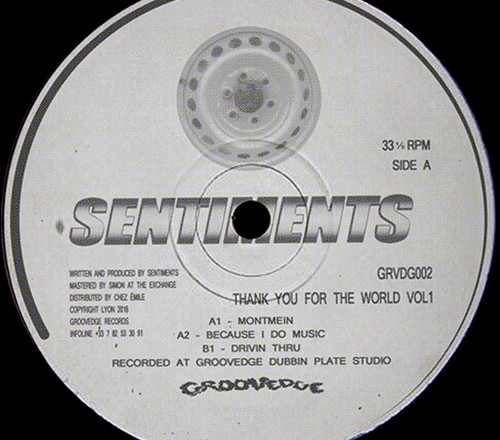 33 ⅓ RPM
SIDE A
SENTIMENTS
GRVDG002
THANK YOU FOR THE WORLD VOL1
WRITTEN AND PRODUCED BY SENTIMENTS
MASTERED BY SIMON AT THE EXCHANGE
DISTRIBUTED BY CHEZ ÉMILE
COPYRIGHT LYON 2016
GROOVEDGE RECORDS
INFOLINE +33 7 82 53 30 91
A1 - MONTMEIN
A2 - BECAUSE I DO MUSIC
B1 - DRIVIN THRU
RECORDED AT GROOVEDGE DUBBIN PLATE STUDIO
GROOVEDGE